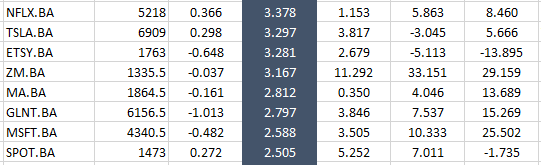 NFLX.BA 5218 0.366 3.378 1.153 5.863 8.460
TSLA.BA 6909 0.298 3.297 3.817 -3.045 5.666
ETSY.BA 1763 -0.648 3.281 2.679 -5.113 -13.895
ZM.BA 1335.5 -0.037 3.167 11.292 33.151 29.159
MA.BA 1864.5 -0.161 2.812 0.350 4.046 13.689
GLNT.BA 6156.5 -1.013 2.797 3.846 7.537 15.269
MSFT.BA 4340.5 -0.482 2.588 3.505 10.333 25.502
SPOT.BA 1473 0.272 2.505 5.252 7.011 -1.735